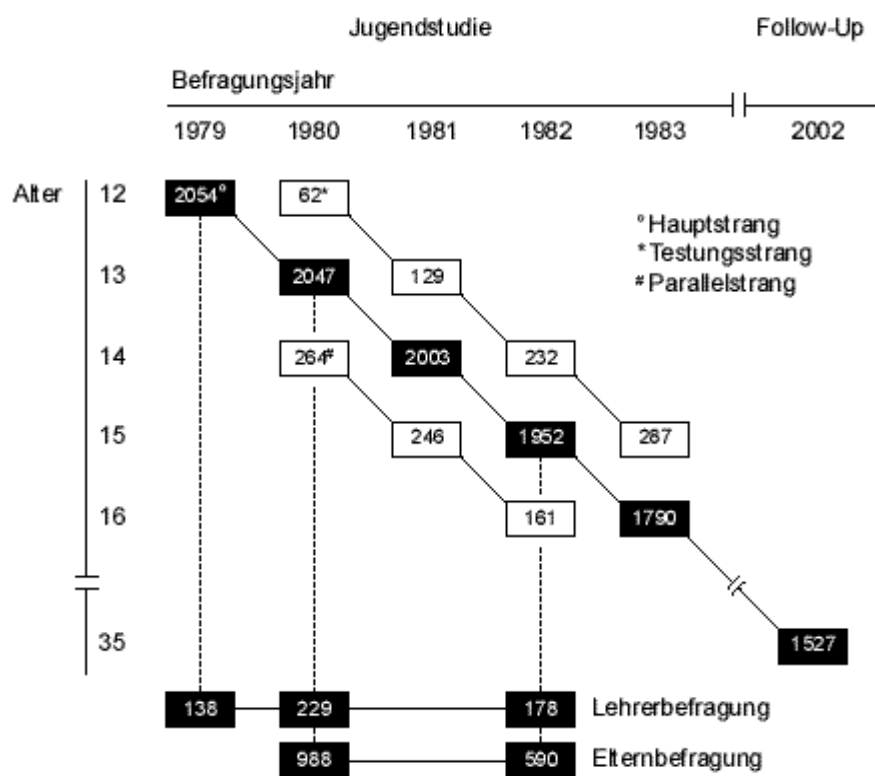 Jugendstudie Follow-Up
Befragungsjahr
1979 1980 1981 1982 1983 2002
Alter 12 2054° 62*
°Hauptstrang
*Testungsstrang
13 2047 129
#Parallelstrang
14 264# 2003 232
15 246 1952 287
16 161 1790
35 1527
138 229 178 Lehrerbefragung
988 590 Elternbefragung